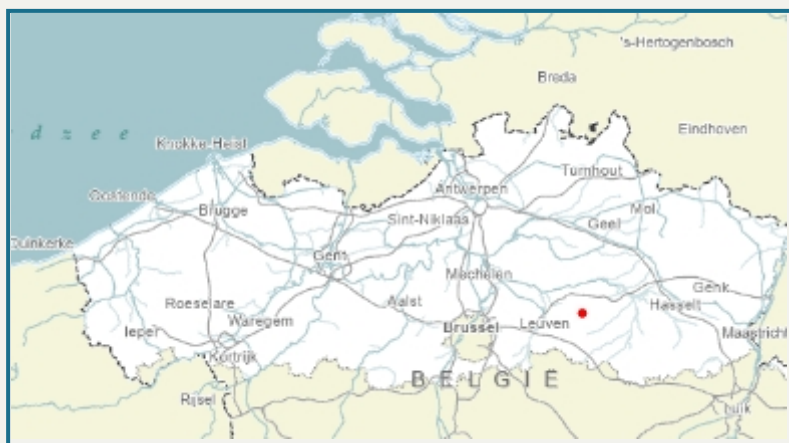 's-Hertogenbosch
Breda
dzee
Eindhoven
Knokke-Heist
Turnhout
Antwerpen
Oostende
Mol
Brugge
Sint-Niklaas
Geel
Duinkerke
Gent
Mechelen
Genk
Roeselare
Aalst
Hasselt
Waregem
Leuven
Ieper
Brussel
Maastricht
Kortrijk
BELGIË
Rijsel
Luik